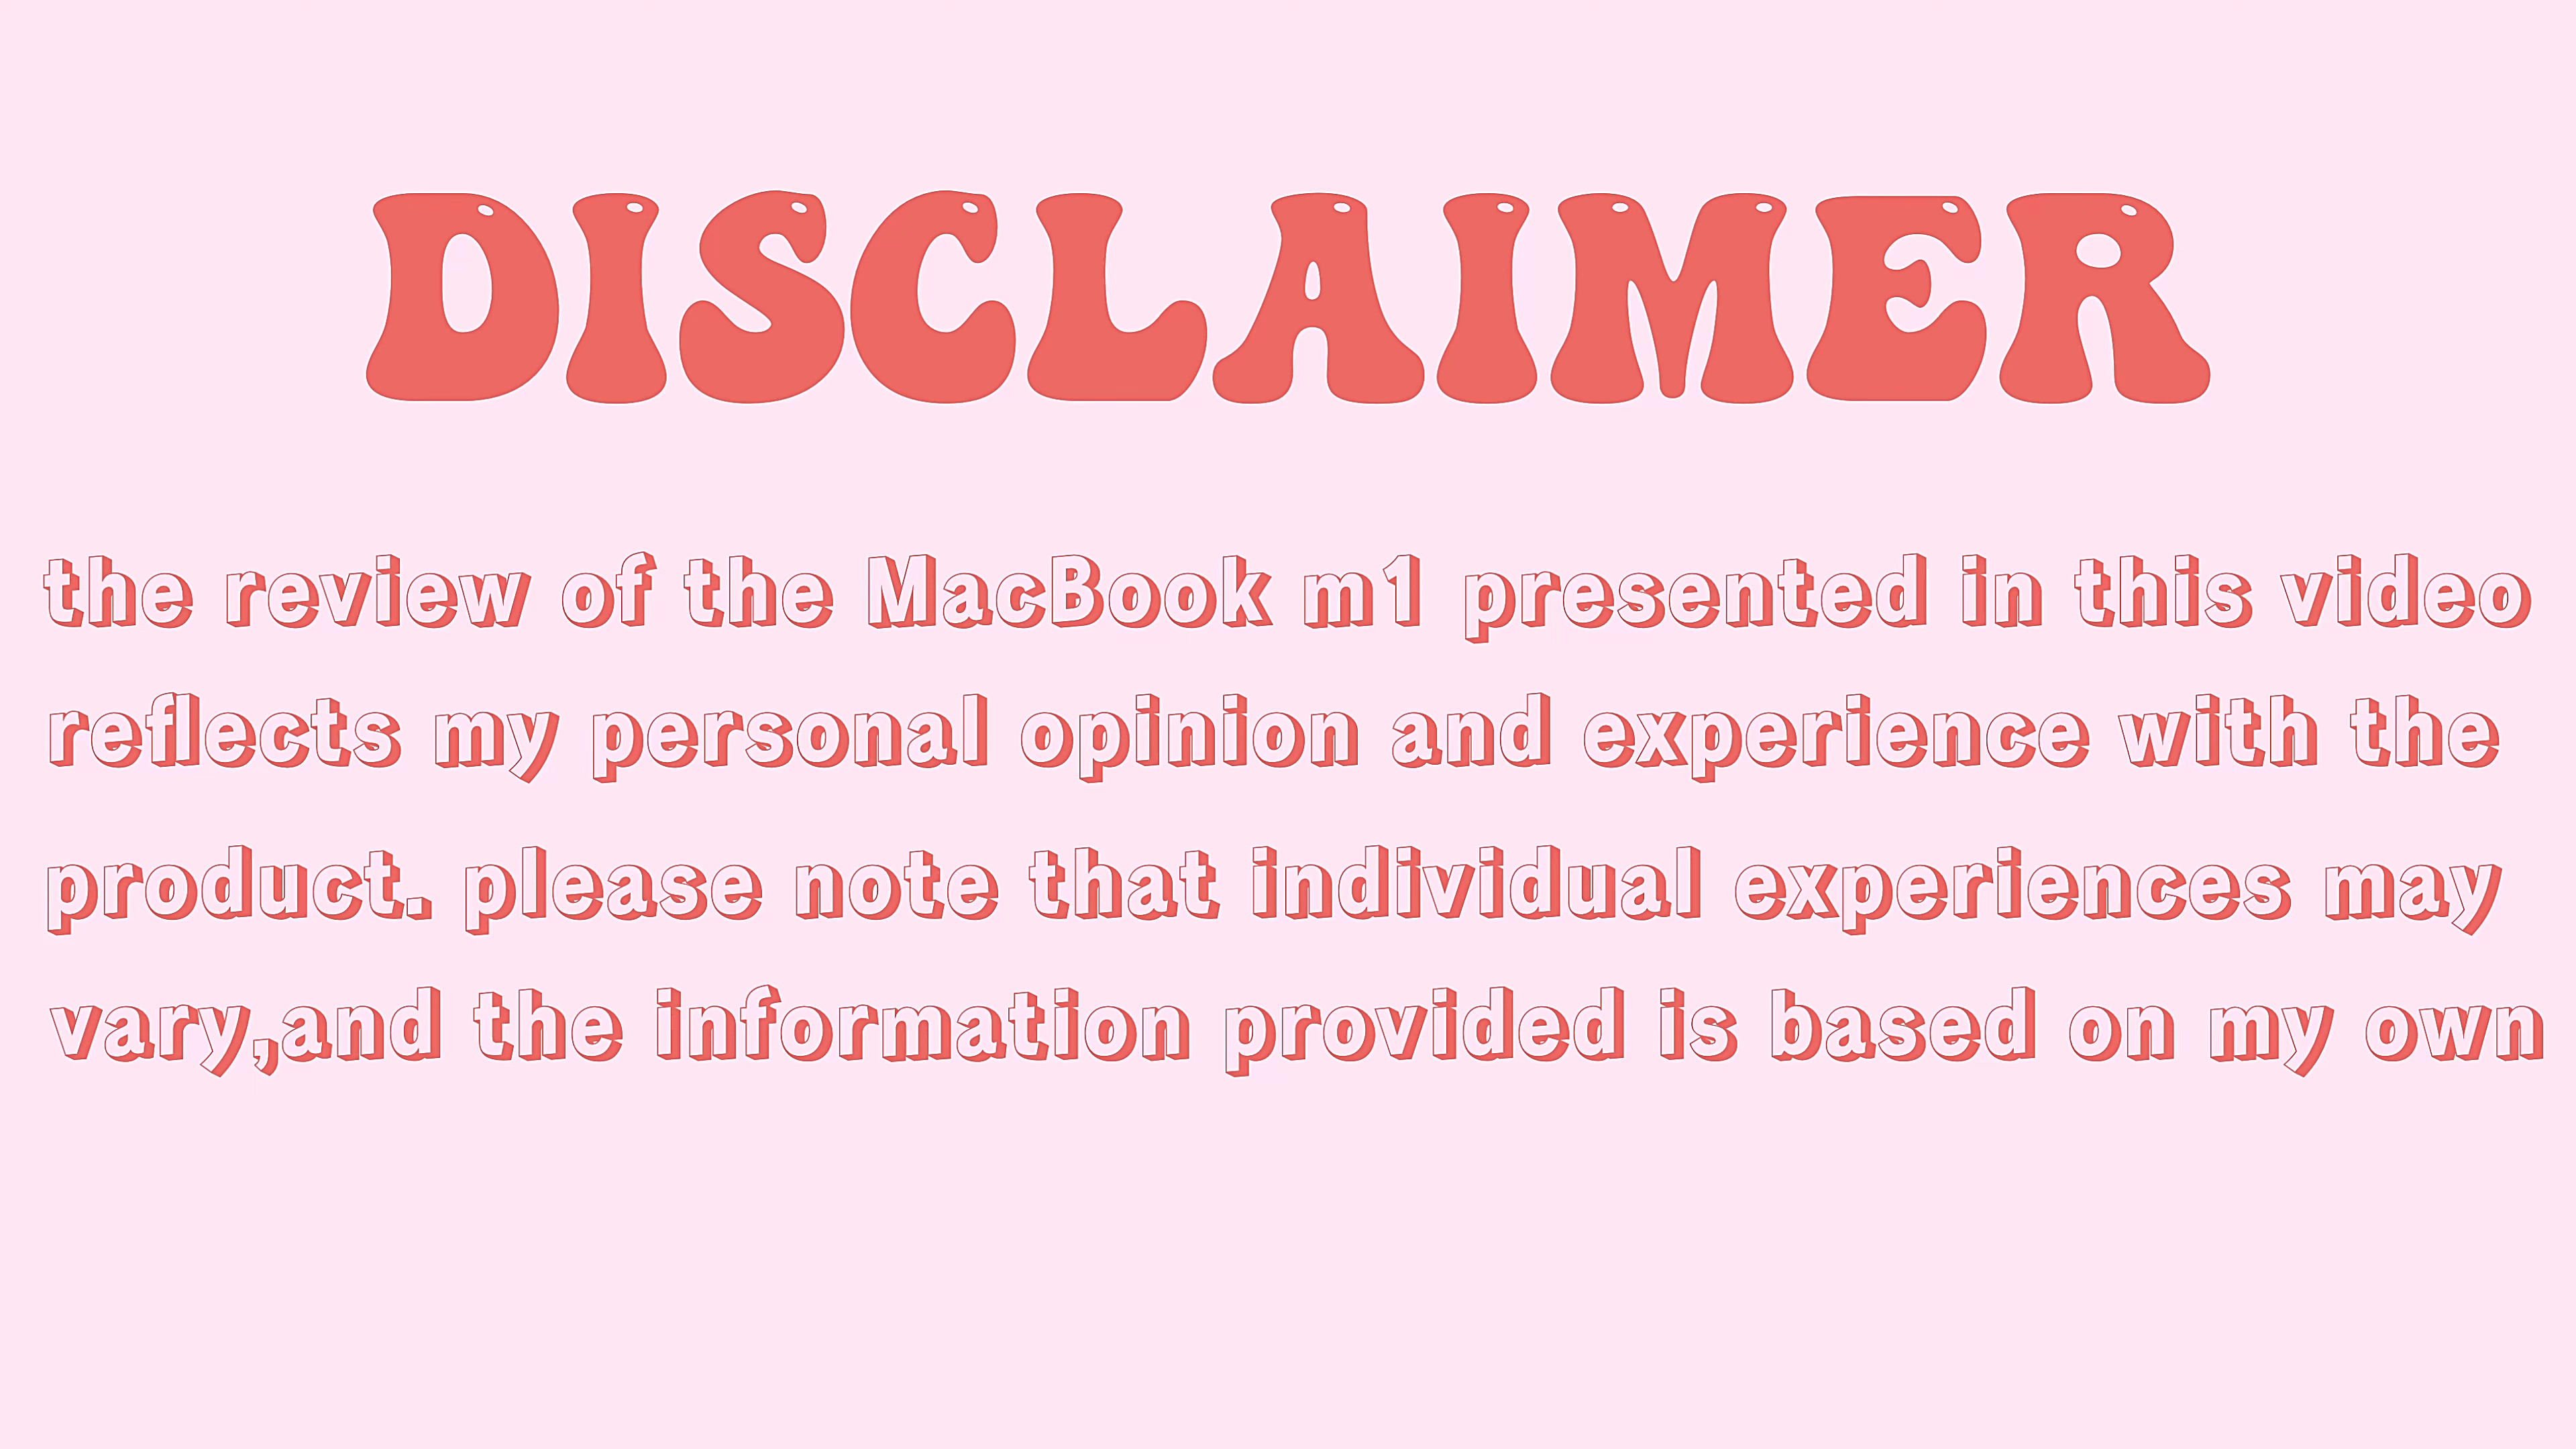 DISCLAIMER
the review of the MacBook m1 presented in this video
reflects my personal opinion and experience with the
product. please note that individual experiences may
vary,and the information provided is based on my own